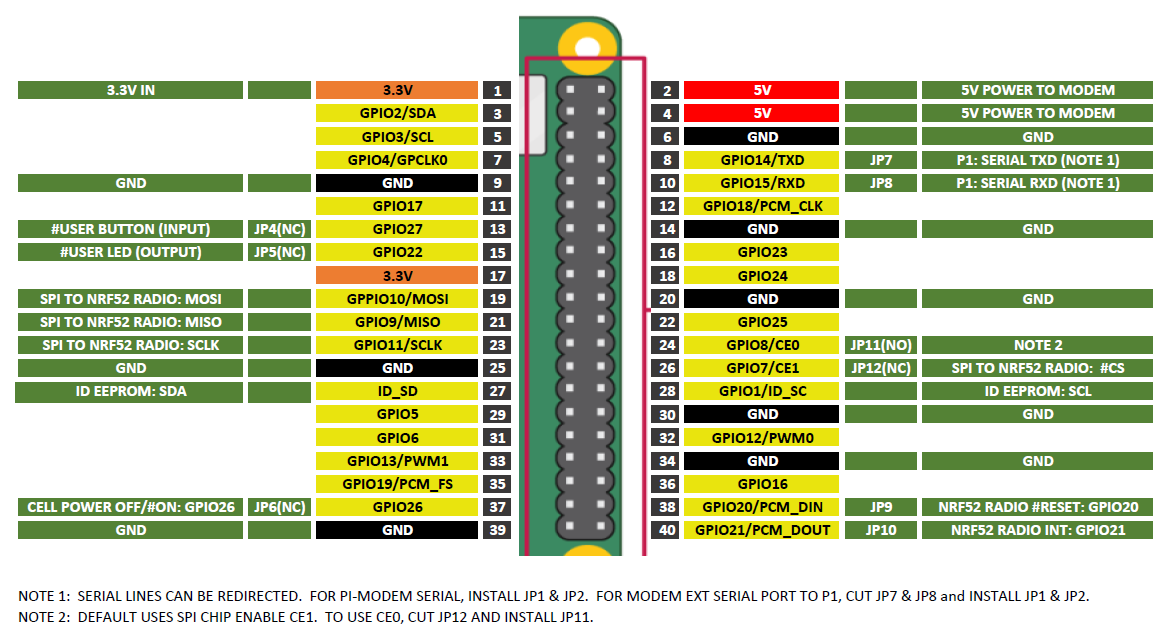 3.3V IN 3.3V 1 2 5V 5V POWER TO MODEM
GPIO2/SDA 3 4 5V 5V POWER TO MODEM
GPIO3/SCL 5 6 GND GND
GPIO4/GPCLK0 7 8 GPIO14/TXD JP7 P1: SERIAL TXD (NOTE 1)
GND GND 9 10 GPIO15/RXD JP8 P1: SERIAL RXD (NOTE 1)
GPIO17 11 12 GPIO18/PCM_CLK
#USER BUTTON (INPUT) JP4(NC) GPIO27 13 14 GND GND
#USER LED (OUTPUT) JP5(NC) GPIO22 15 16 GPIO23
3.3V 17 18 GPIO24
SPI TO NRF52 RADIO: MOSI GPPIO10/MOSI 19 20 GND GND
SPI TO NRF52 RADIO: MISO GPIO9/MISO 21 22 GPIO25
SPI TO NRF52 RADIO: SCLK GPIO11/SCLK 23 24 GPIO8/CE0 JP11(NO) NOTE 2
GND GND 25 26 GPIO7/CE1 JP12(NC) SPI TO NRF52 RADIO: #CS
ID EEPROM: SDA ID_SD 27 28 GPIO1/ID_SC ID EEPROM: SCL
GPIO5 29 30 GND GND
GPIO6 31 32 GPIO12/PWM0
GPIO13/PWM1 33 34 GND GND
GPIO19/PCM_FS 35 36 GPIO16
CELL POWER OFF/#ON: GPIO26 JP6(NC) GPIO26 37 38 GPIO20/PCM_DIN JP9 NRF52 RADIO #RESET: GPIO20
GND GND 39 40 GPIO21/PCM_DOUT JP10 NRF52 RADIO INT: GPIO21
NOTE 1: SERIAL LINES CAN BE REDIRECTED. FOR PI-MODEM SERIAL, INSTALL JP1 & JP2. FOR MODEM EXT SERIAL PORT TO P1, CUT JP7 & JP8 and INSTALL JP1 & JP2.
NOTE 2: DEFAULT USES SPI CHIP ENABLE CE1. TO USE CE0, CUT JP12 AND INSTALL JP11.